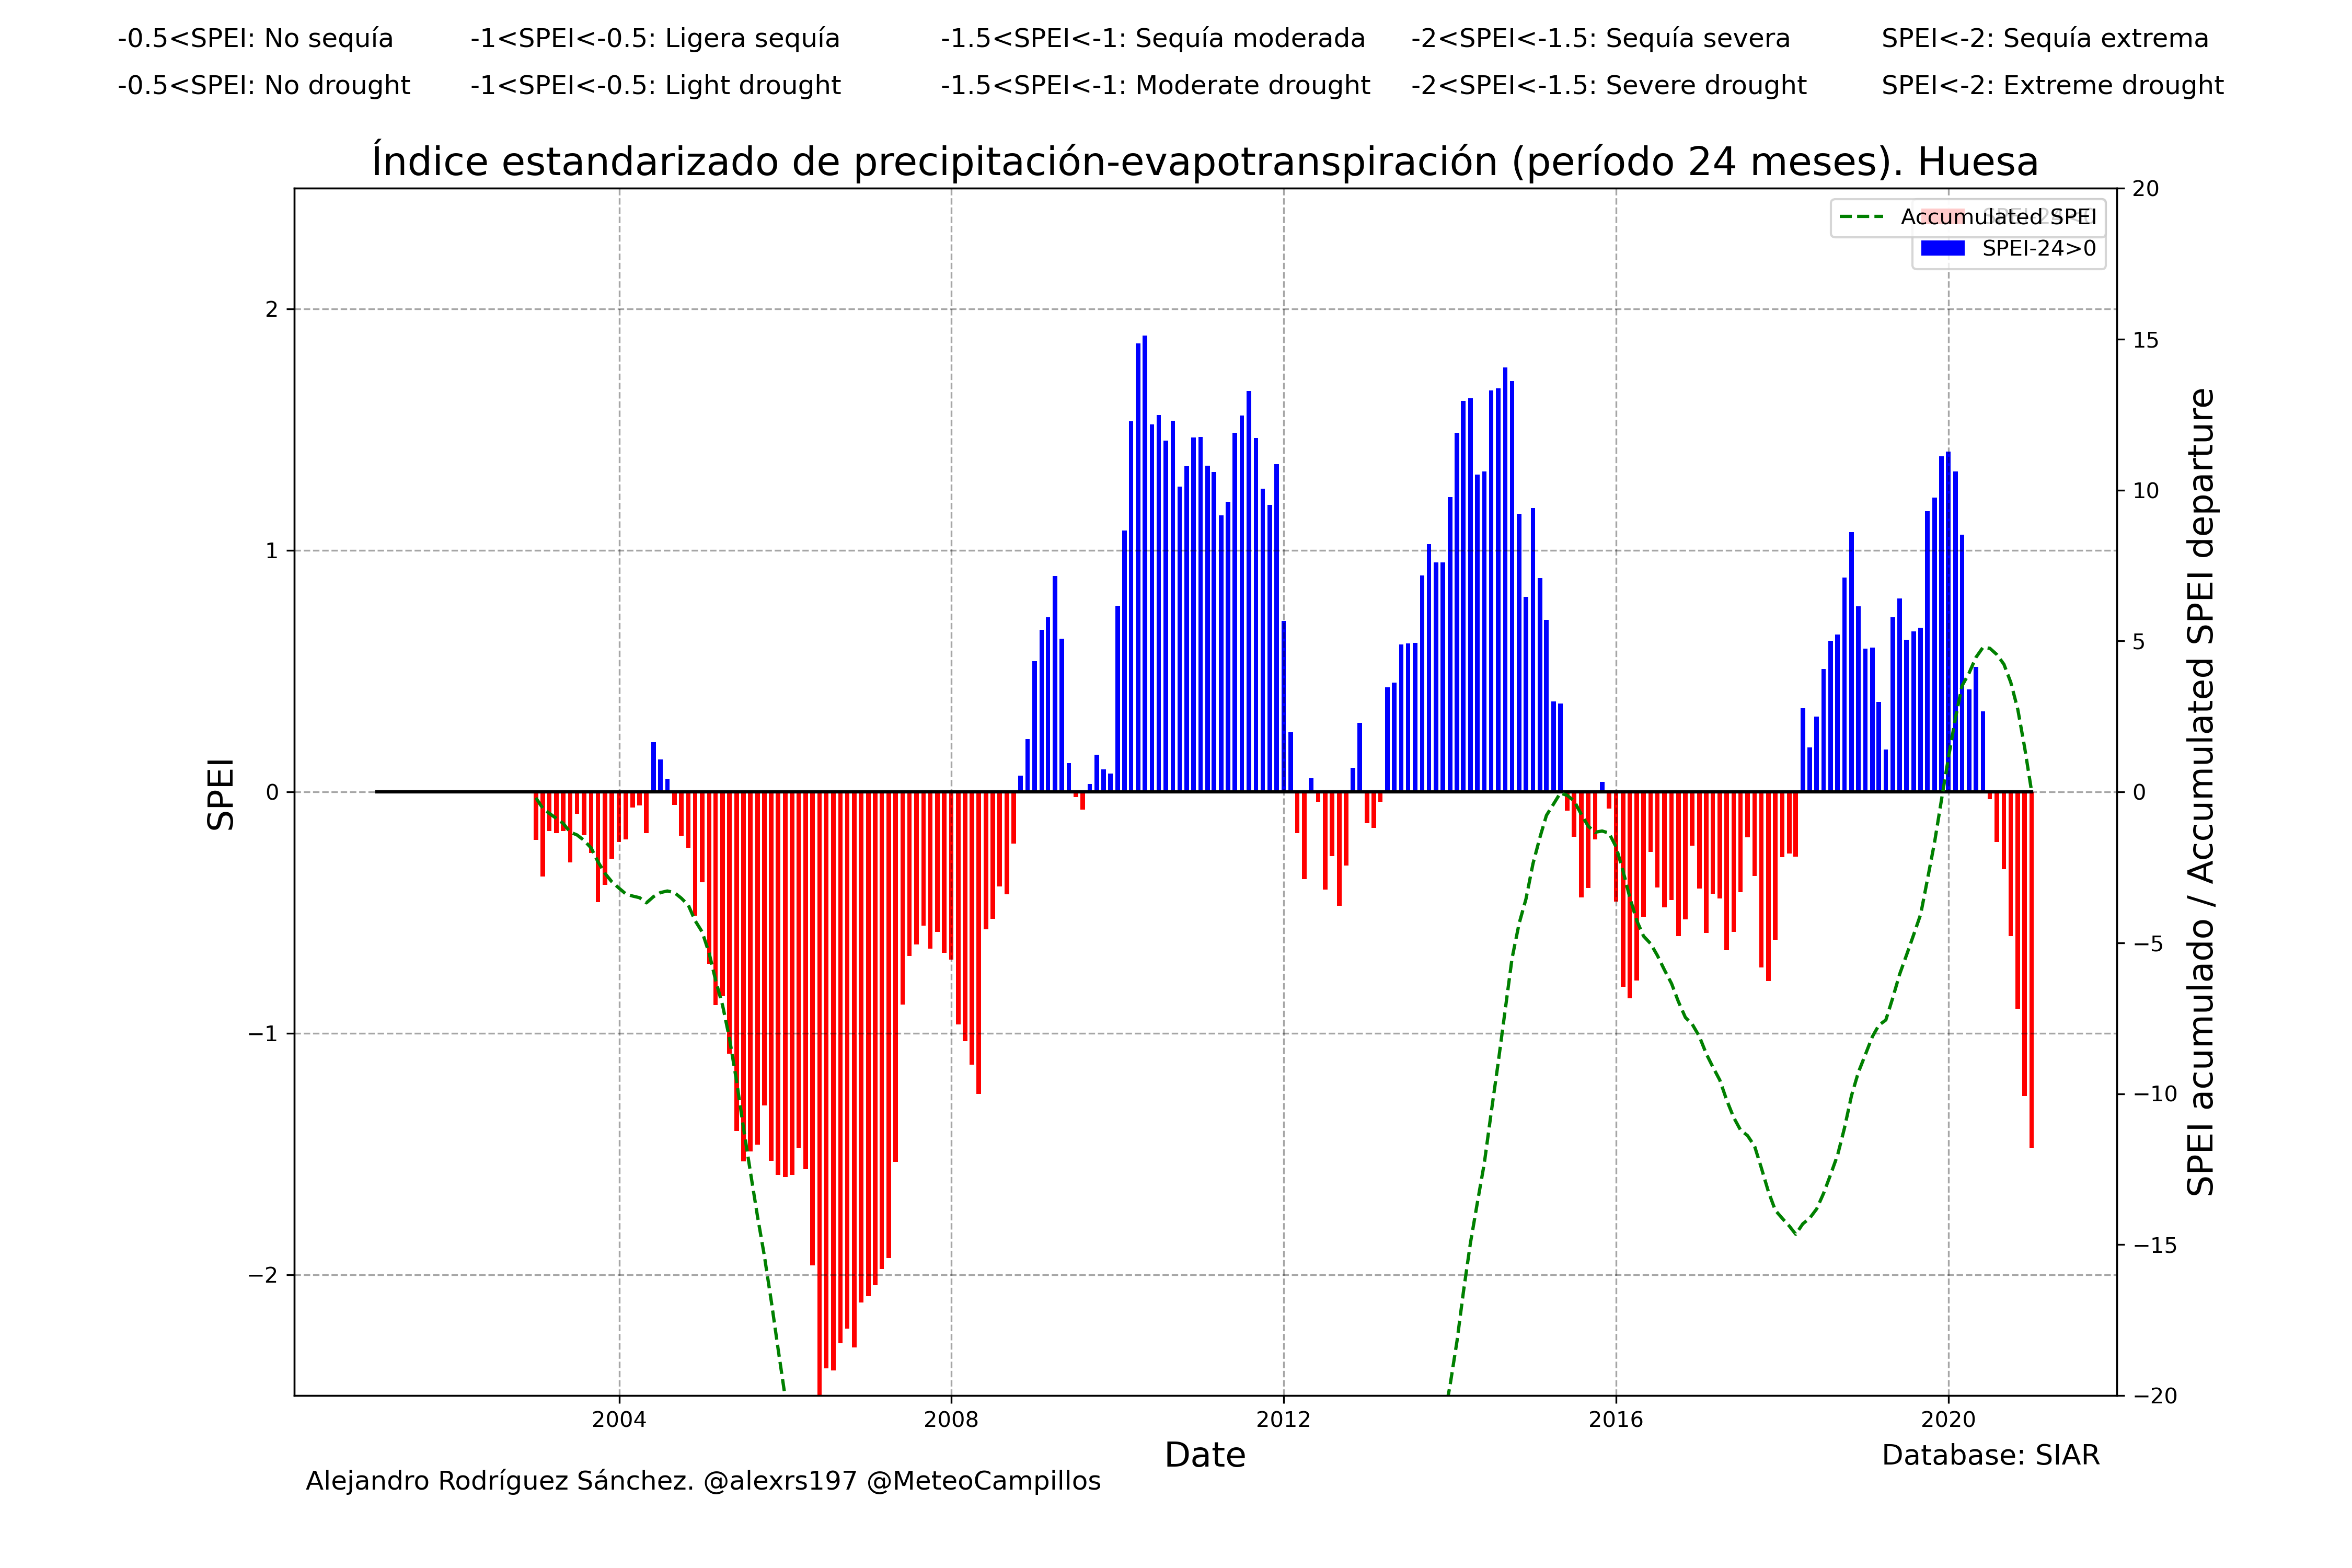 -0.5<SPEI: No sequía -1<SPEI<-0.5: Ligera sequía -1.5<SPEI<-1: Sequía moderada -2<SPEI<-1.5: Sequía severa SPEI<-2: Sequía extrema
-0.5<SPEI: No drought -1<SPEI<-0.5: Light drought -1.5<SPEI<-1: Moderate drought -2<SPEI<-1.5: Severe drought SPEI<-2: Extreme drought
Índice estandarizado de precipitación-evapotranspiración (período 24 meses). Huesa
Accumulated SPEI
SPEI-24>0
SPEI
2
1
0
−1
−2
20
15
10
5
0
−5
−10
−15
−20
SPEI acumulado / Accumulated SPEI departure
2004 2008 2012 2016 2020
Date
Database: SIAR
Alejandro Rodríguez Sánchez. @alexrs197 @MeteoCampillos